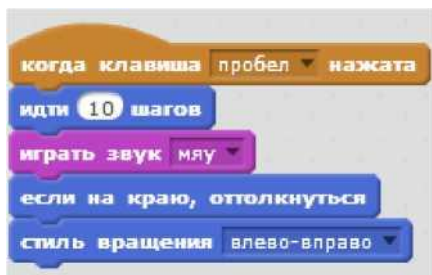 когда клавиша пробел нажата
идти 10 шагов
играть звук мяу
если на краю, оттолкнуться
стиль вращения влево-вправо